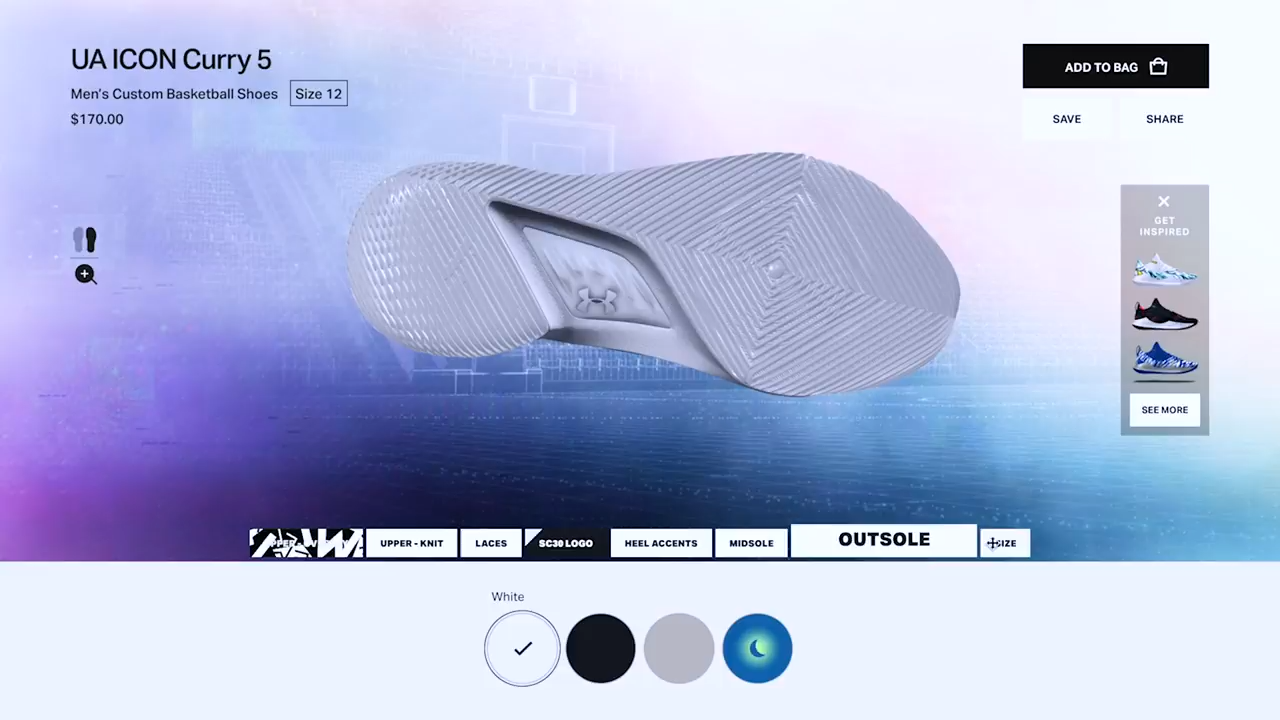 UA ICON Curry 5
Men's Custom Basketball Shoes
Size 12
$170.00
ADD TO BAG
SAVE
SHARE
GET
INSPIRED
SEE MORE
UPPER - KNIT
LACES
SC30 LOGO
HEEL ACCENTS
MIDSOLE
OUTSOLE
SIZE
White